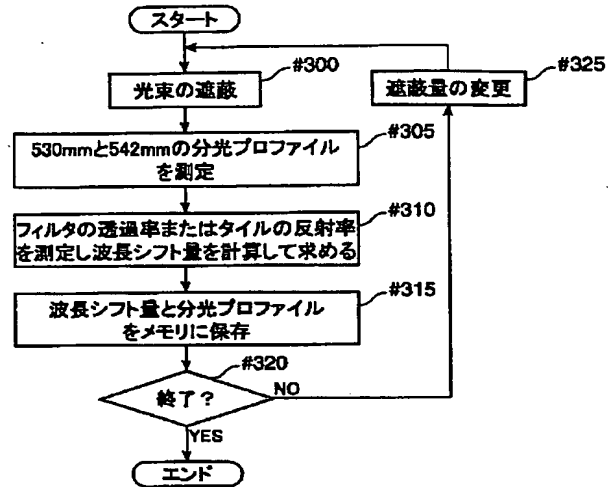 スタート
#300
光束の遮蔽
#325
遮蔽量の変更
#305
530mmと542mmの分光プロファイル
を測定
#310
フィルタの透過率またはタイルの反射率
を測定し波長シフト量を計算して求める
#315
波長シフト量と分光プロファイル
をメモリに保存
#320
終了?
NO
YES
エンド